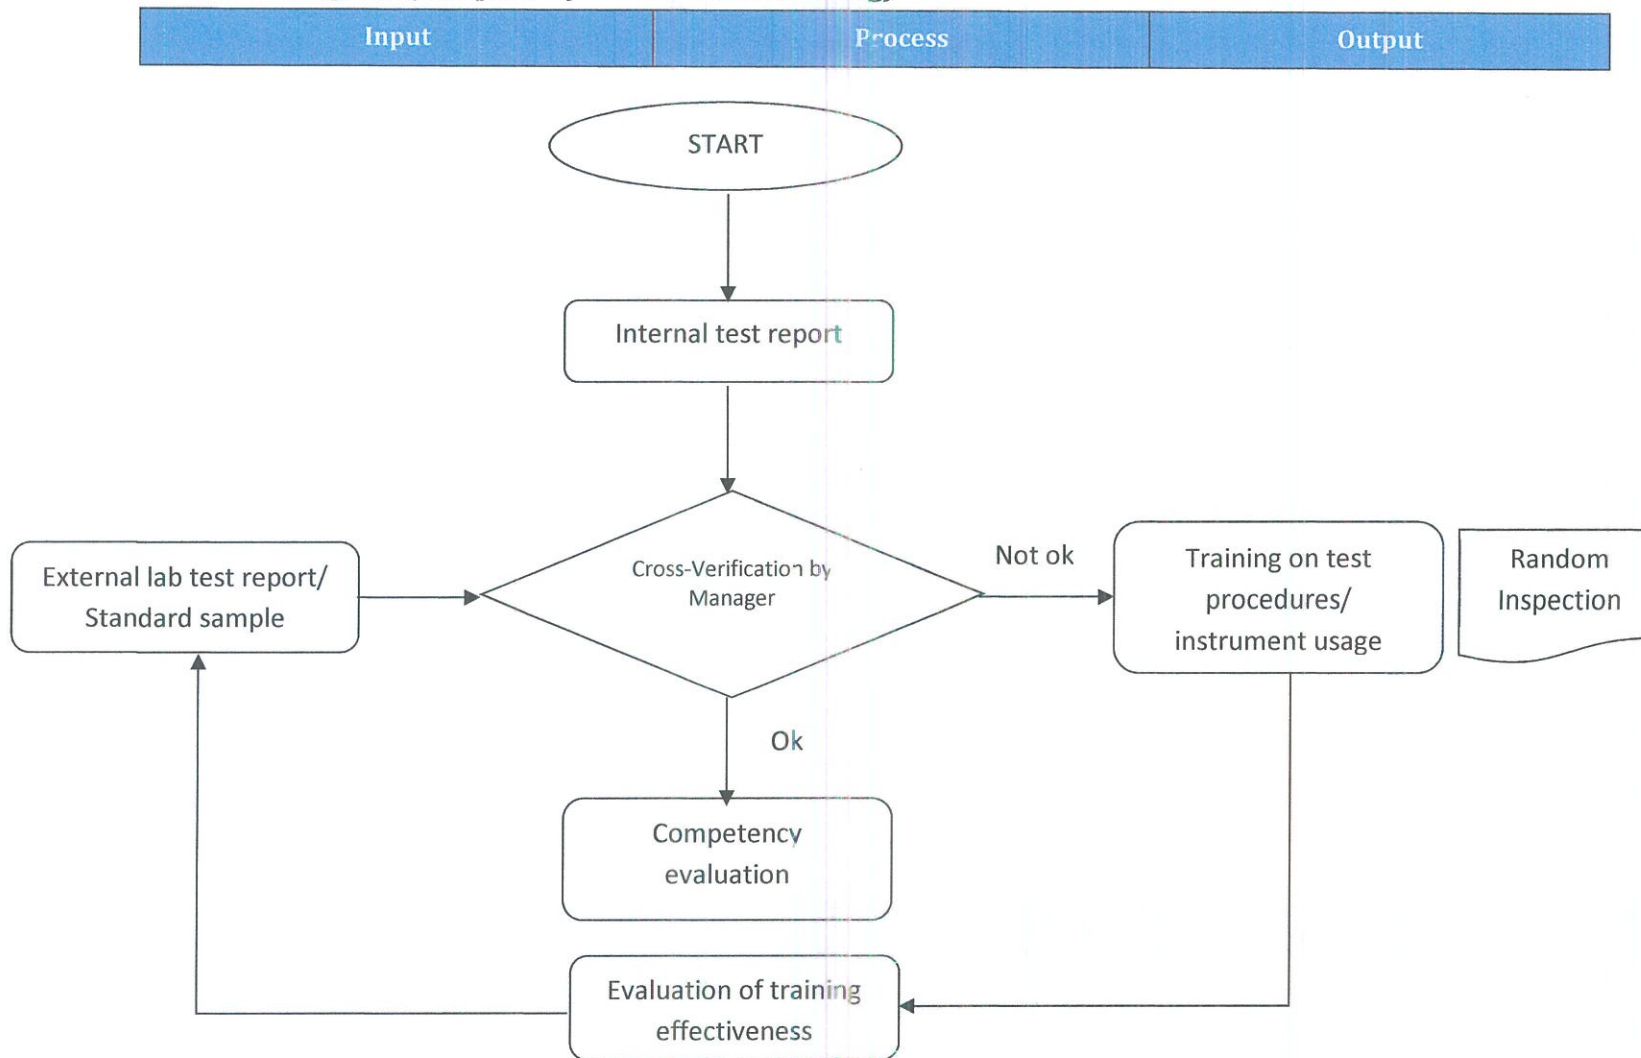 Input
Process
Output
START
Internal test report
External lab test report/
Standard sample
Cross-Verification by
Manager
Not ok
Training on test
procedures/
instrument usage
Random
Inspection
Ok
Competency
evaluation
Evaluation of training
effectiveness